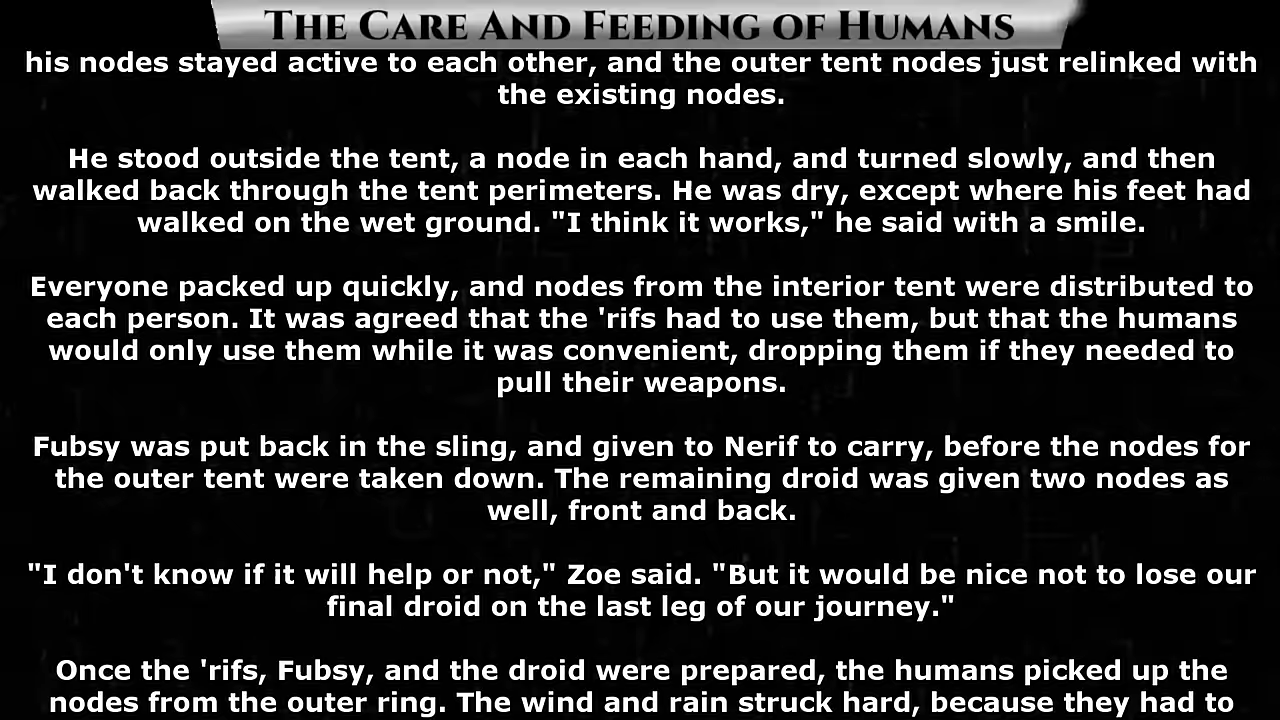 The Care And Feeding of Humans
his nodes stayed active to each other, and the outer tent nodes just relinked with
the existing nodes.
He stood outside the tent, a node in each hand, and turned slowly, and then
walked back through the tent perimeters. He was dry, except where his feet had
walked on the wet ground. "I think it works," he said with a smile.
Everyone packed up quickly, and nodes from the interior tent were distributed to
each person. It was agreed that the 'rifs had to use them, but that the humans
would only use them while it was convenient, dropping them if they needed to
pull their weapons.
Fubsy was put back in the sling, and given to Nerif to carry, before the nodes for
the outer tent were taken down. The remaining droid was given two nodes as
well, front and back.
"I don't know if it will help or not," Zoe said. "But it would be nice not to lose our
final droid on the last leg of our journey."
Once the 'rifs, Fubsy, and the droid were prepared, the humans picked up the
nodes from the outer ring. The wind and rain struck hard, because they had to